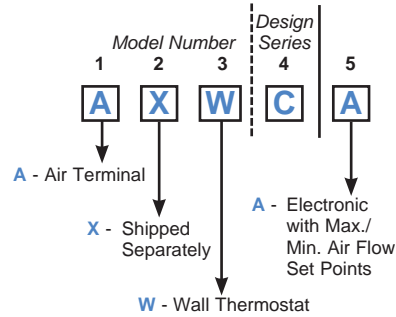 Design
Model Number Series
1 2 3 4 5
A X W C A
A - Air Terminal
X - Shipped
Separately
A - Electronic
with Max./
Min. Air Flow
Set Points
W - Wall Thermostat